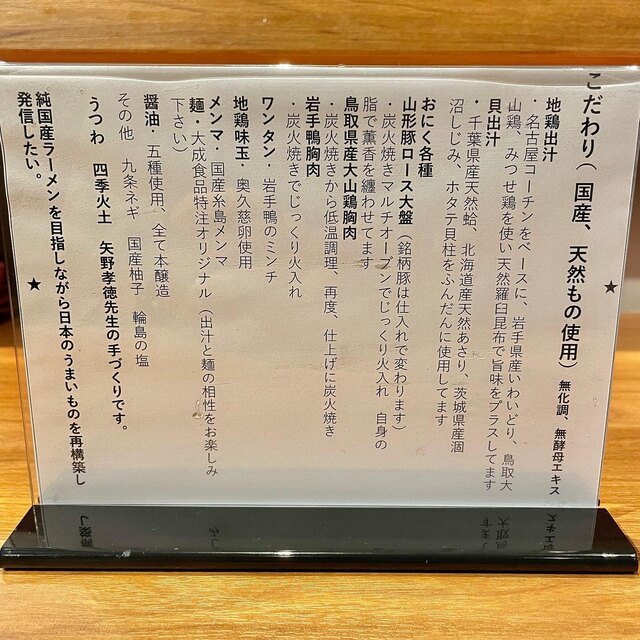 ★
こだわり（国産、天然もの使用）無化調、無酵母エキス
地鶏出汁
・名古屋コーチンをベースに、岩手県産いわいどり、鳥取大
山鶏、みつせ鶏を使い天然羅臼昆布で旨味をプラスしてます
貝出汁
・千葉県産天然蛤、北海道産天然あさり、茨城県産涸
沼しじみ、ホタテ貝柱をふんだんに使用してます
おにく各種
山形豚ロース大盤（銘柄豚は仕入れで変わります）
・炭火焼きマルチオーブンでじっくり火入れ　自身の
脂で薫香を纏わせてます
鳥取県産大山鶏胸肉
・炭火焼きから低温調理、再度、仕上げに炭火焼き
岩手鴨胸肉
・炭火焼きでじっくり火入れ
ワンタン・岩手鴨のミンチ
地鶏味玉・奥久慈卵使用
メンマ・国産糸島メンマ
麺・大成食品特注オリジナル（出汁と麺の相性をお楽しみ
下さい）
醤油・五種使用、全て本醸造
その他　九条ネギ　国産柚子　輪島の塩
うつわ　四季火土　矢野孝徳先生の手づくりです。
純国産ラーメンを目指しながら日本のうまいものを再構築し
発信したい。
★